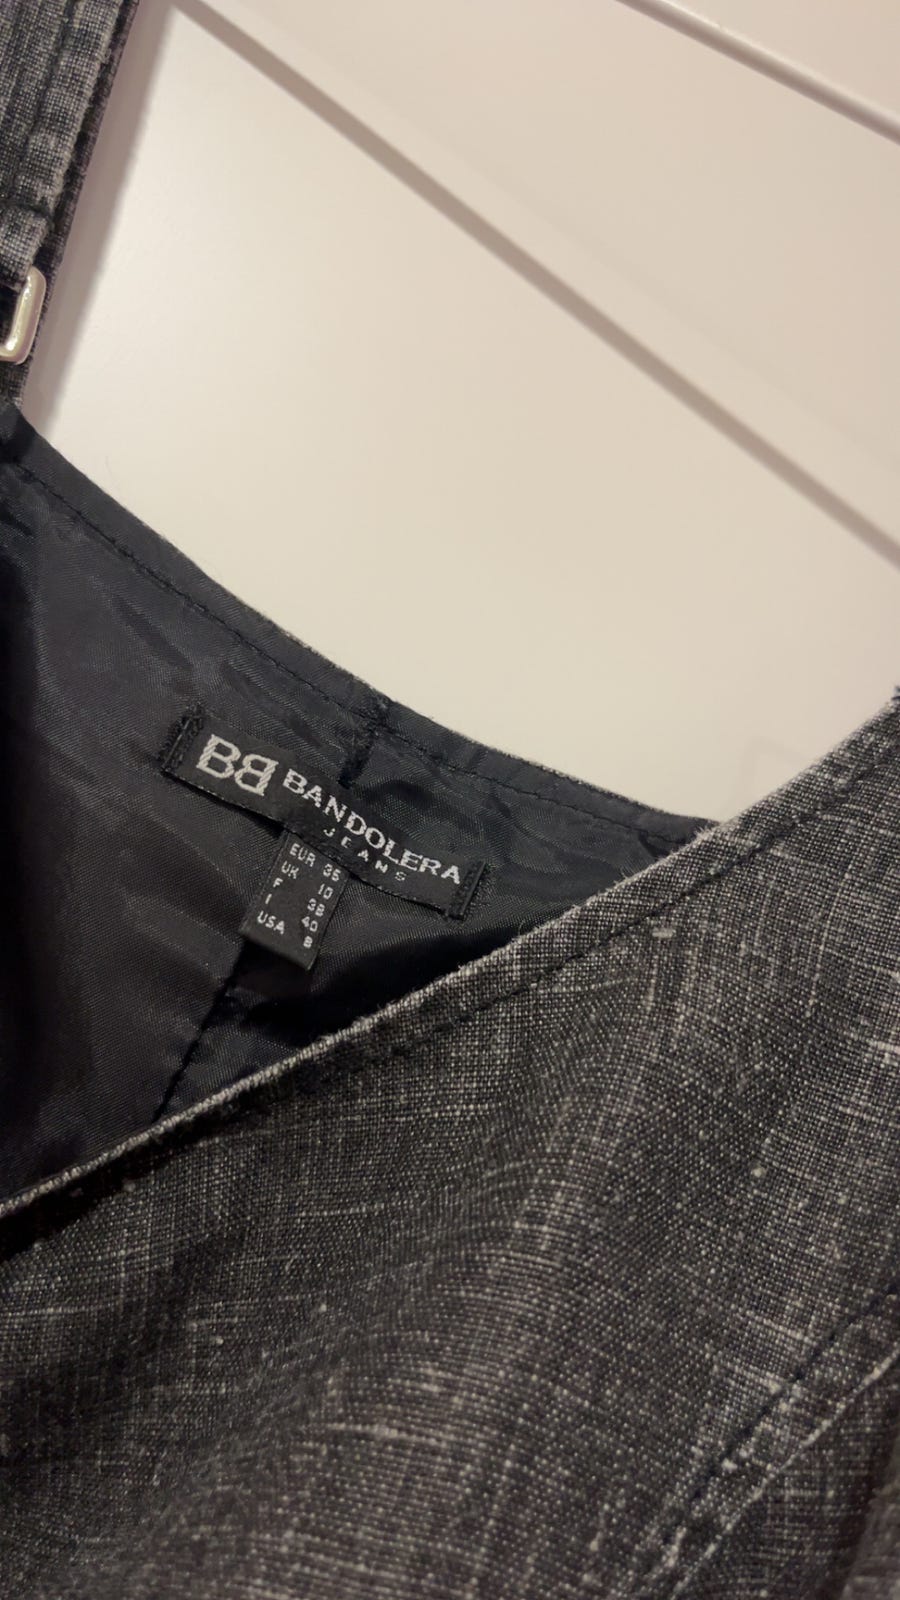 BB BANDOLERA
JEANS
EUR 36
UK 10
F 38
I 40
USA 8